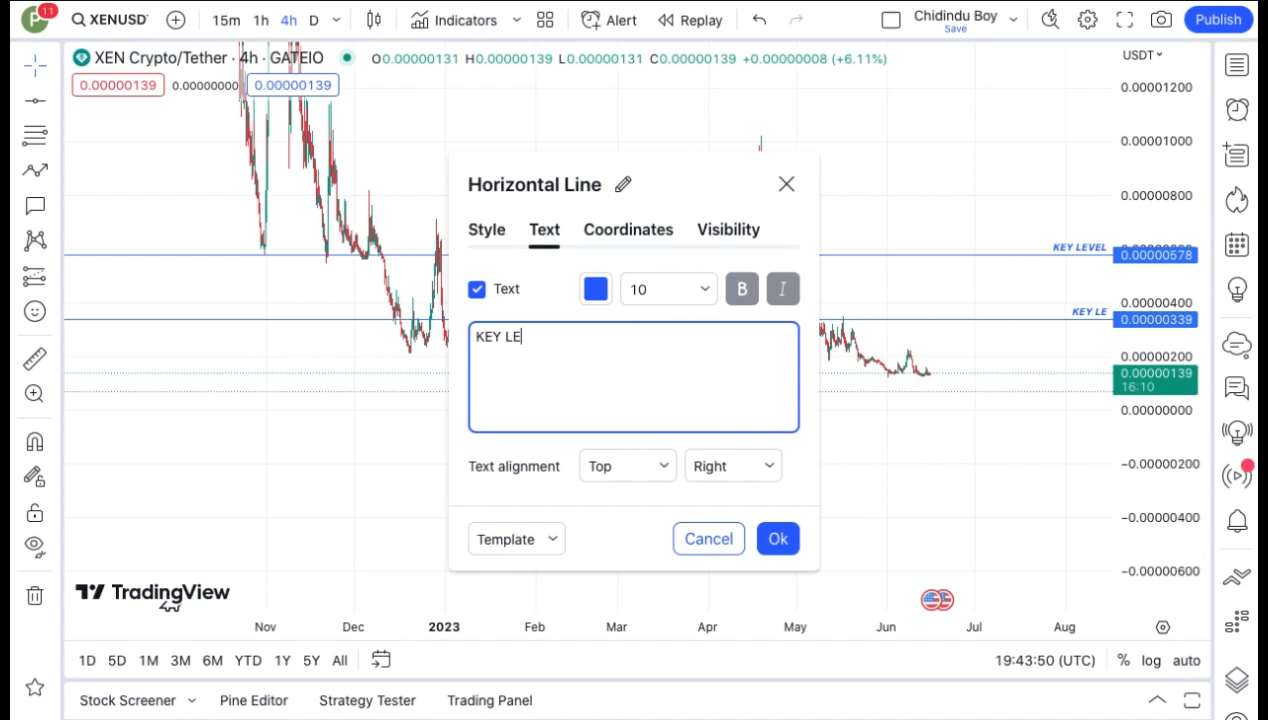 P 11 XENUSDT 15m 1h 4h D Indicators Alert Replay Chidindu Boy Save Publish
XEN Crypto/Tether · 4h · GATEIO O0.00000131 H0.00000139 L0.00000131 C0.00000139 +0.00000008 (+6.11%) USDT
0.00000139 0.00000000 0.00000139
0.00001200
0.00001000
0.00000800
KEY LEVEL 0.00000578
0.00000400
KEY LE 0.00000339
0.00000200
0.00000139
16:10
0.00000000
−0.00000200
−0.00000400
−0.00000600
Horizontal Line
Style Text Coordinates Visibility
Text 10 B I
KEY LE
Text alignment Top Right
Template Cancel Ok
TradingView
Nov Dec 2023 Feb Mar Apr May Jun Jul Aug
1D 5D 1M 3M 6M YTD 1Y 5Y All 19:43:50 (UTC) % log auto
Stock Screener Pine Editor Strategy Tester Trading Panel